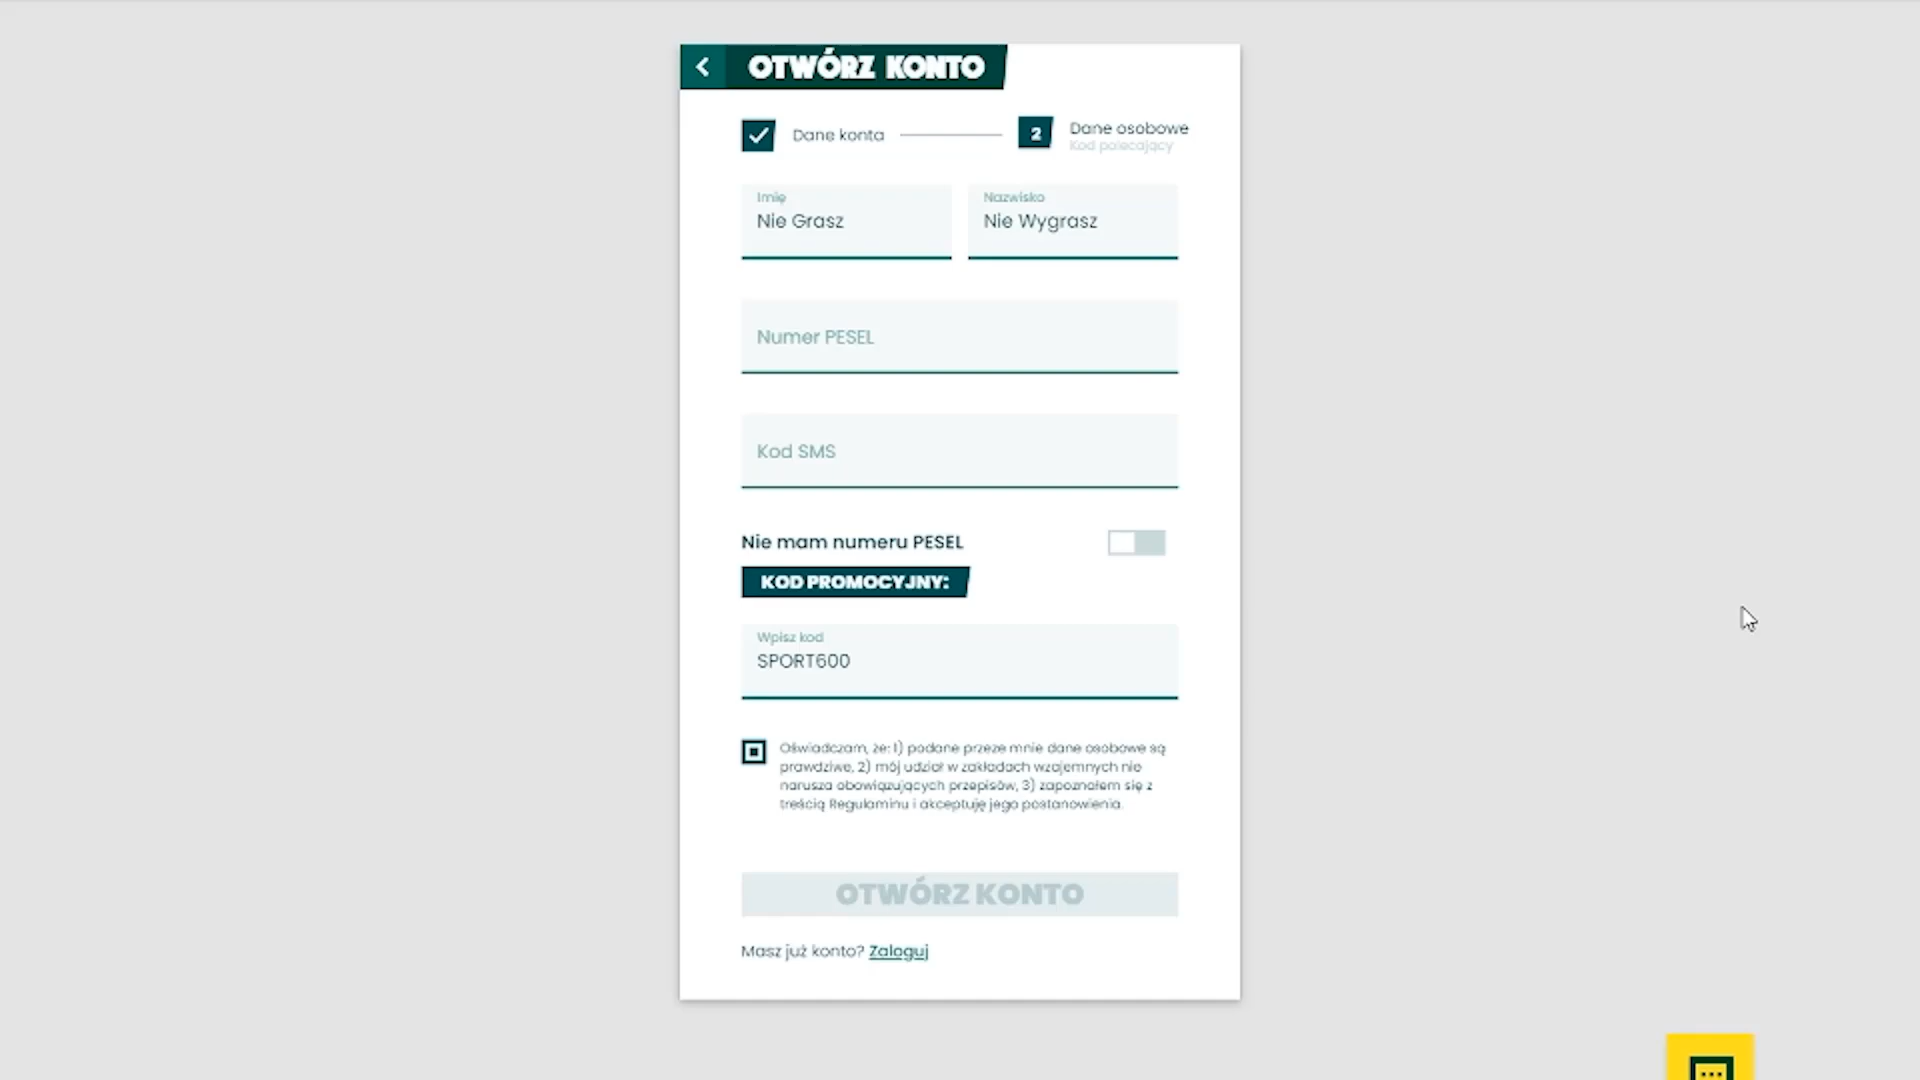 OTWÓRZ KONTO
Dane konta
2
Dane osobowe
Kod polecający
Imię
Nie Grasz
Nazwisko
Nie Wygrasz
Numer PESEL
Kod SMS
Nie mam numeru PESEL
KOD PROMOCYJNY:
Wpisz kod
SPORT600
Oświadczam, że: 1) podane przeze mnie dane osobowe są
prawdziwe, 2) mój udział w zakładach wzajemnych nie
narusza obowiązujących przepisów, 3) zapoznałem się z
treścią Regulaminu i akceptuję jego postanowienia.
OTWÓRZ KONTO
Masz już konto? Zaloguj